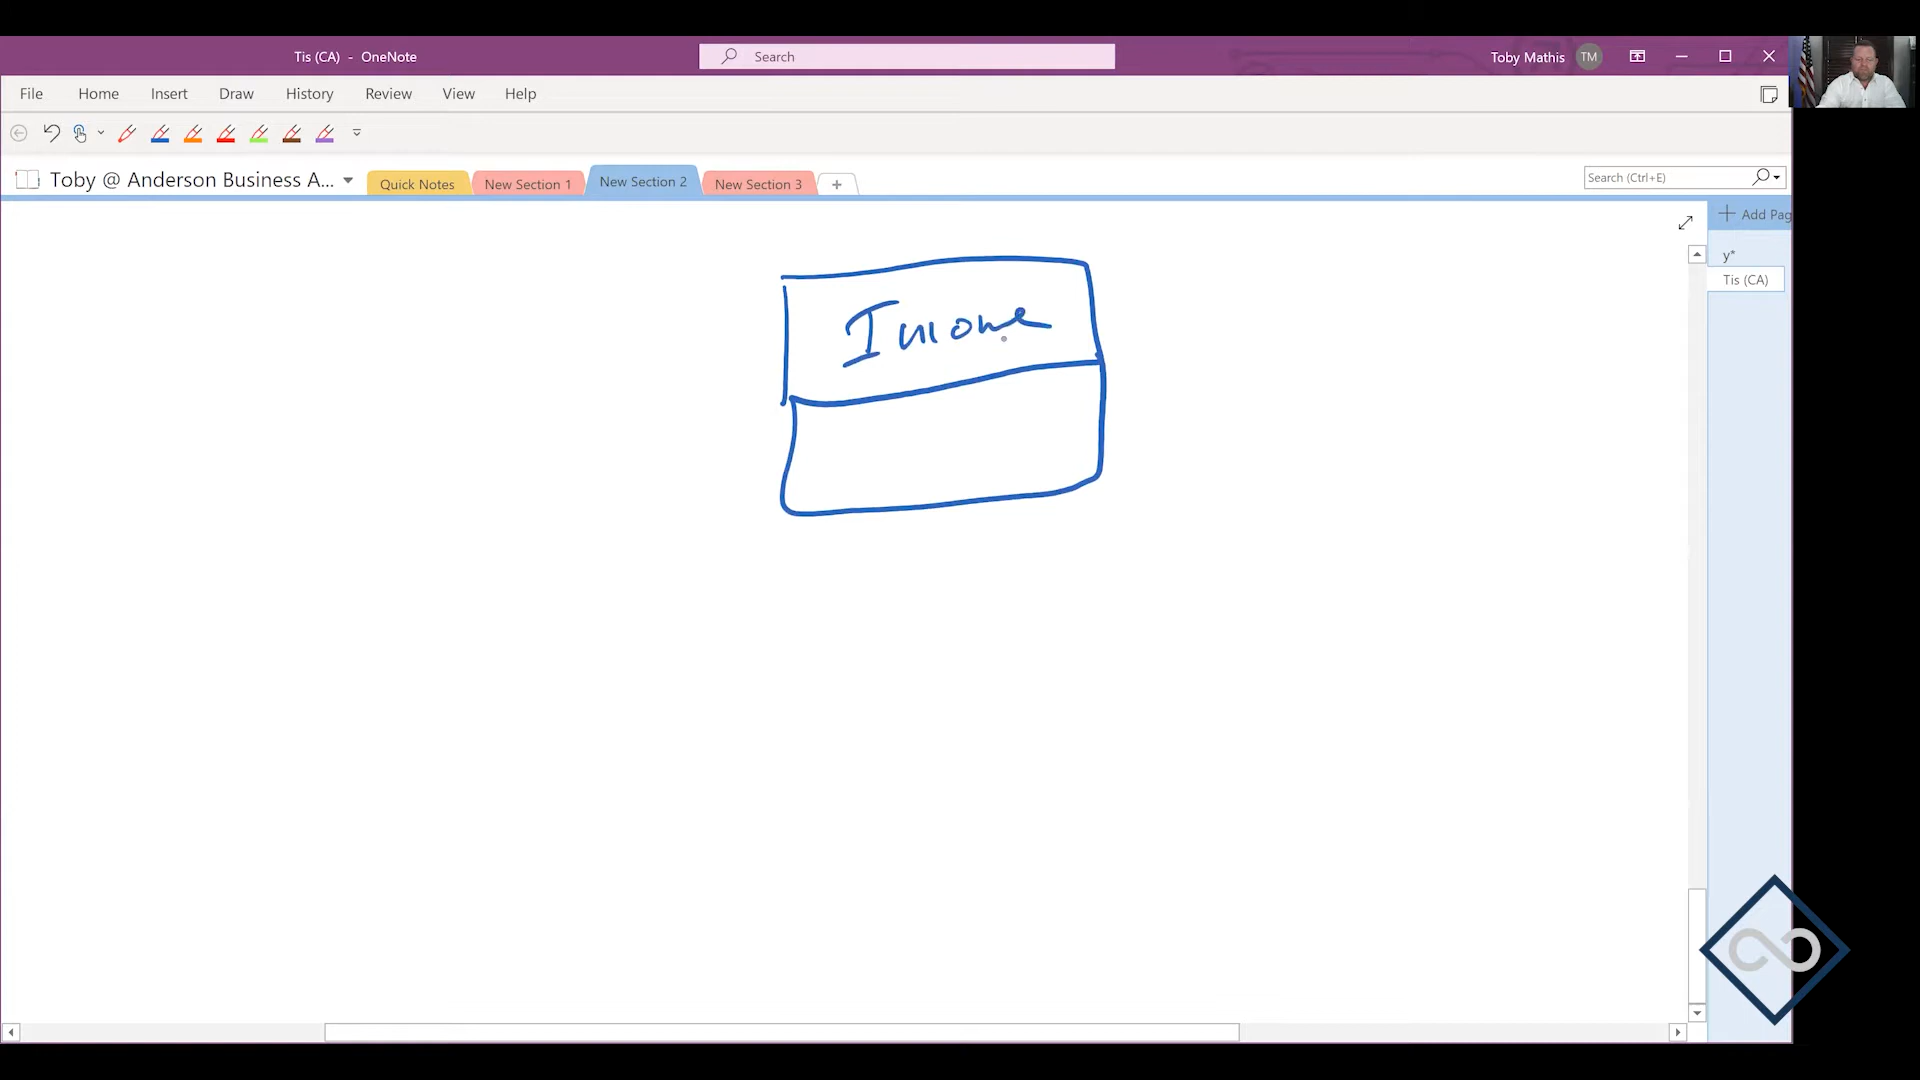 Tis (CA) - OneNote
Search
Toby Mathis TM
File Home Insert Draw History Review View Help
Toby @ Anderson Business A... Quick Notes New Section 1 New Section 2 New Section 3
Search (Ctrl+E)
Add Pag
y*
Tis (CA)
Income